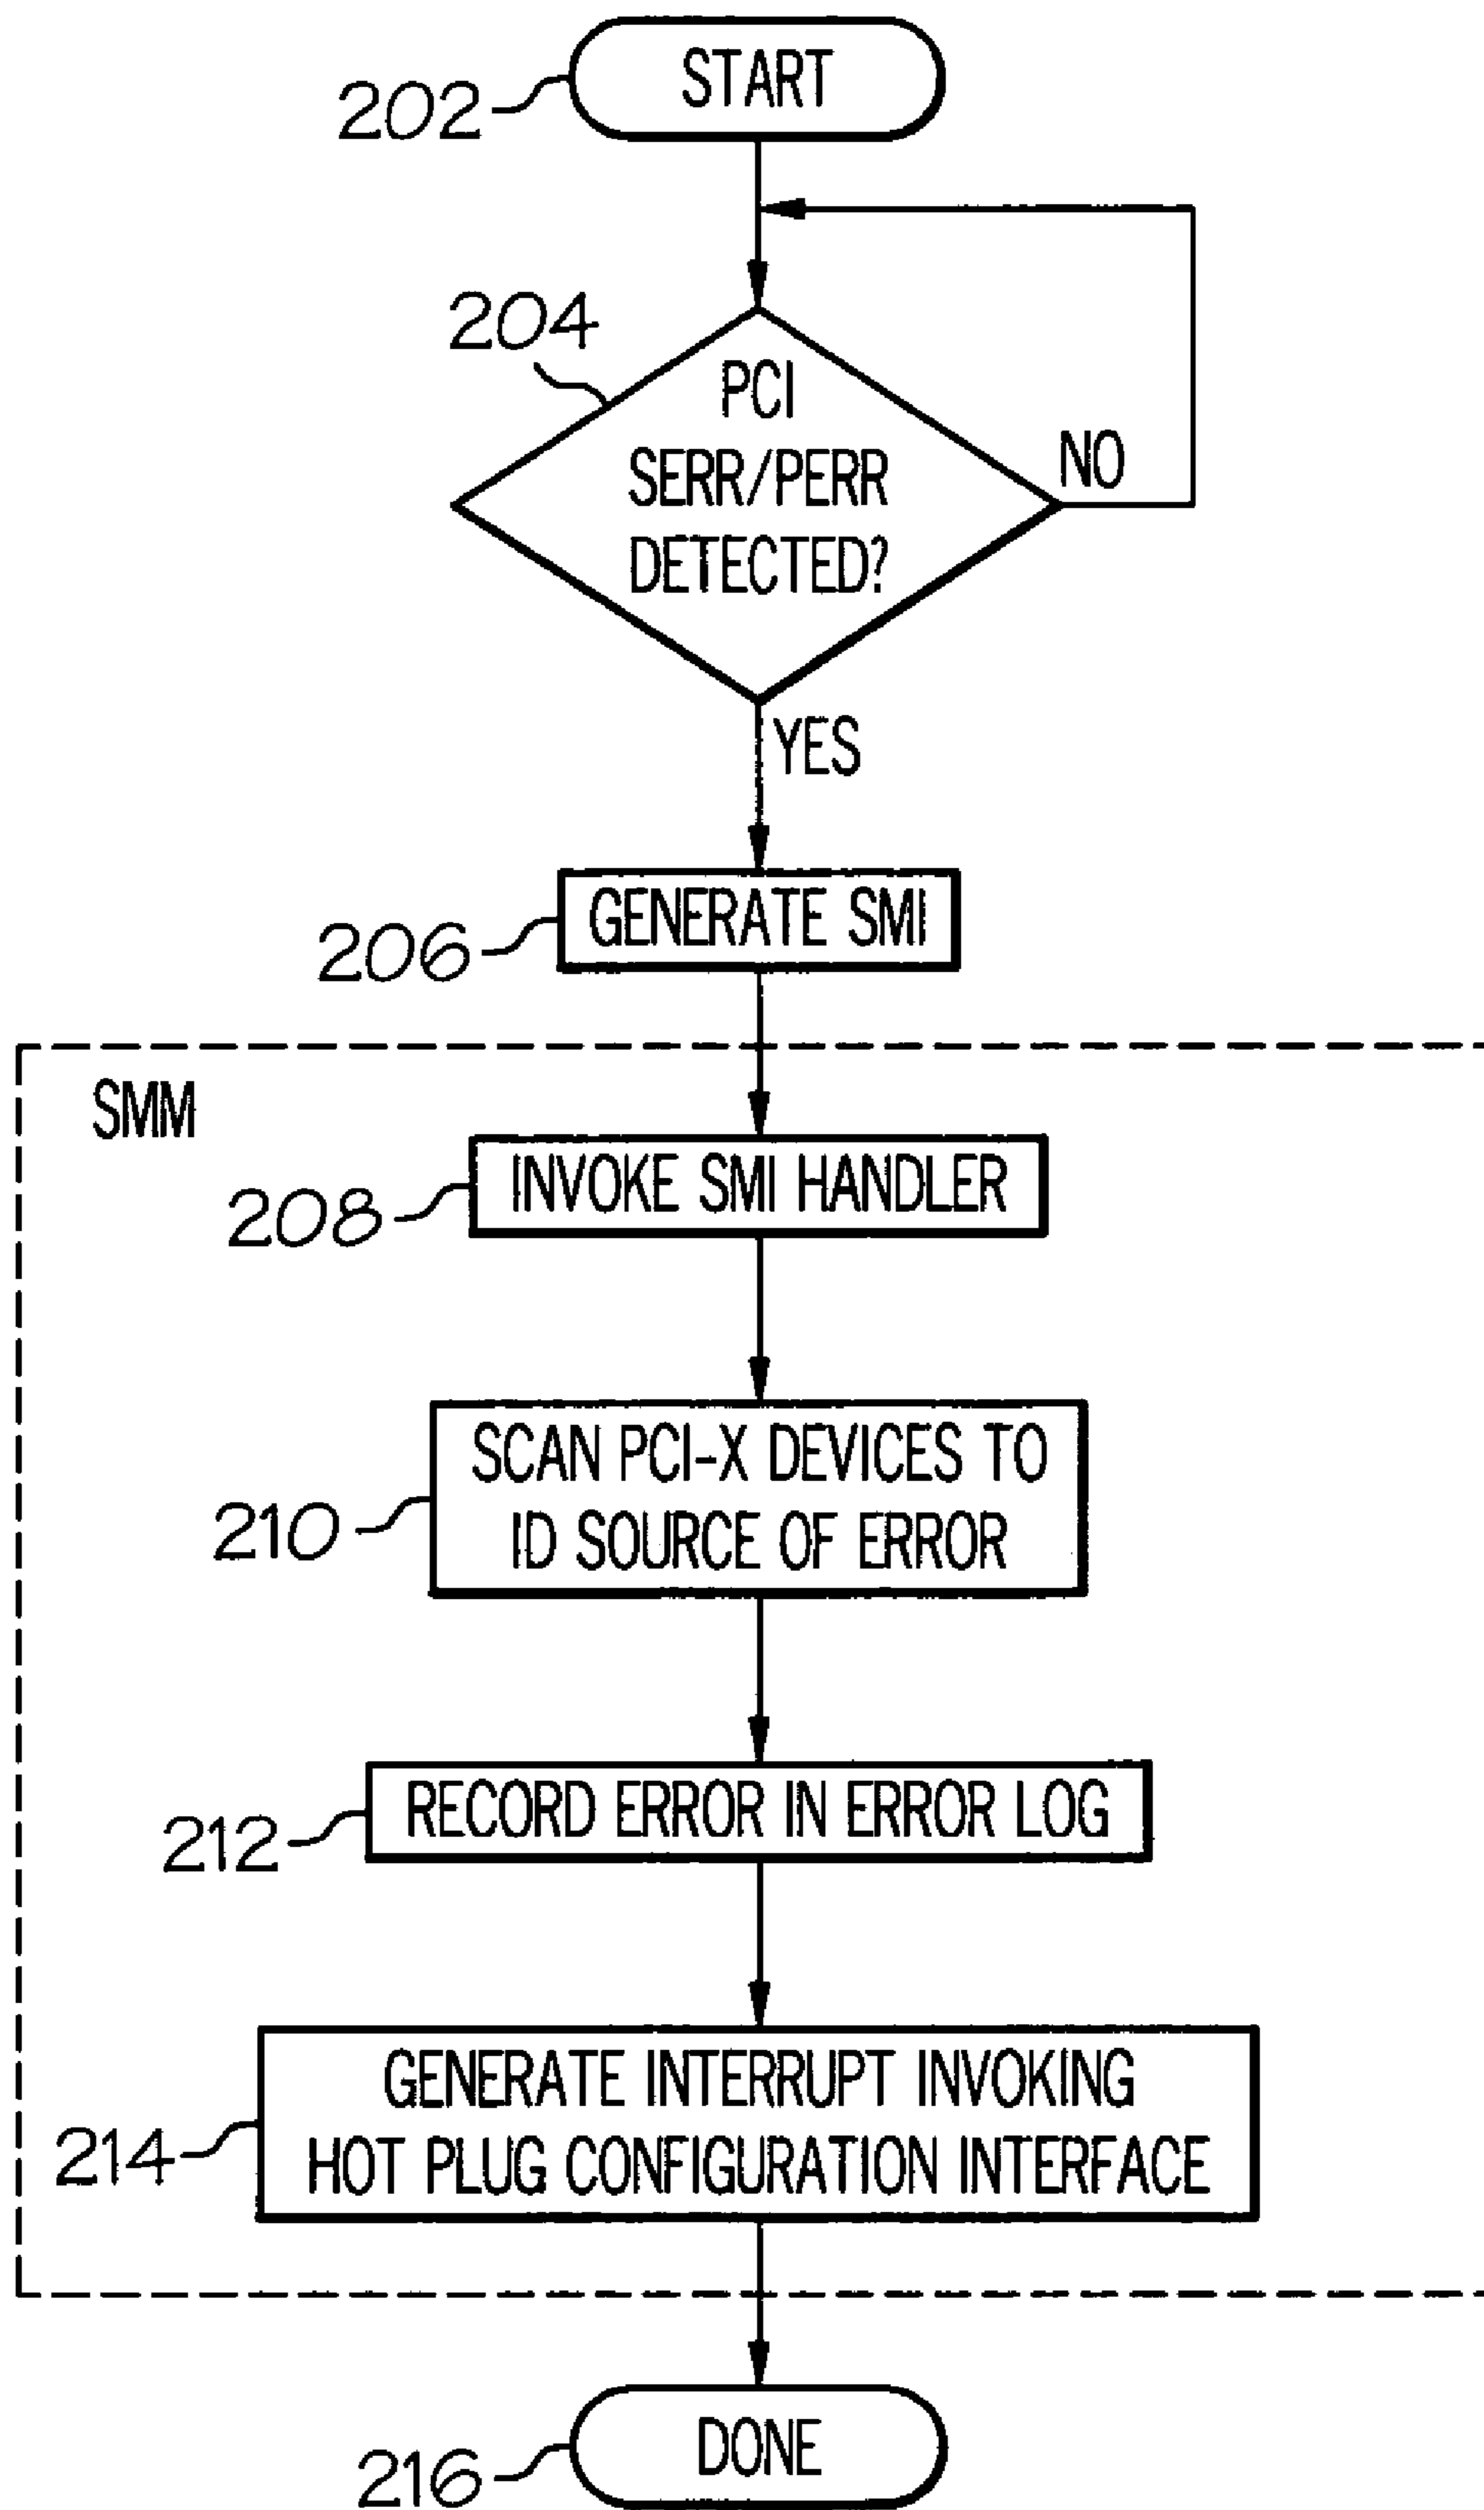 START
202
204
PCI
SERR/PERR
DETECTED?
NO
YES
GENERATE SMI
206
SMM
INVOKE SMI HANDLER
208
SCAN PCI-X DEVICES TO
ID SOURCE OF ERROR
210
RECORD ERROR IN ERROR LOG
212
GENERATE INTERRUPT INVOKING
HOT PLUG CONFIGURATION INTERFACE
214
DONE
216